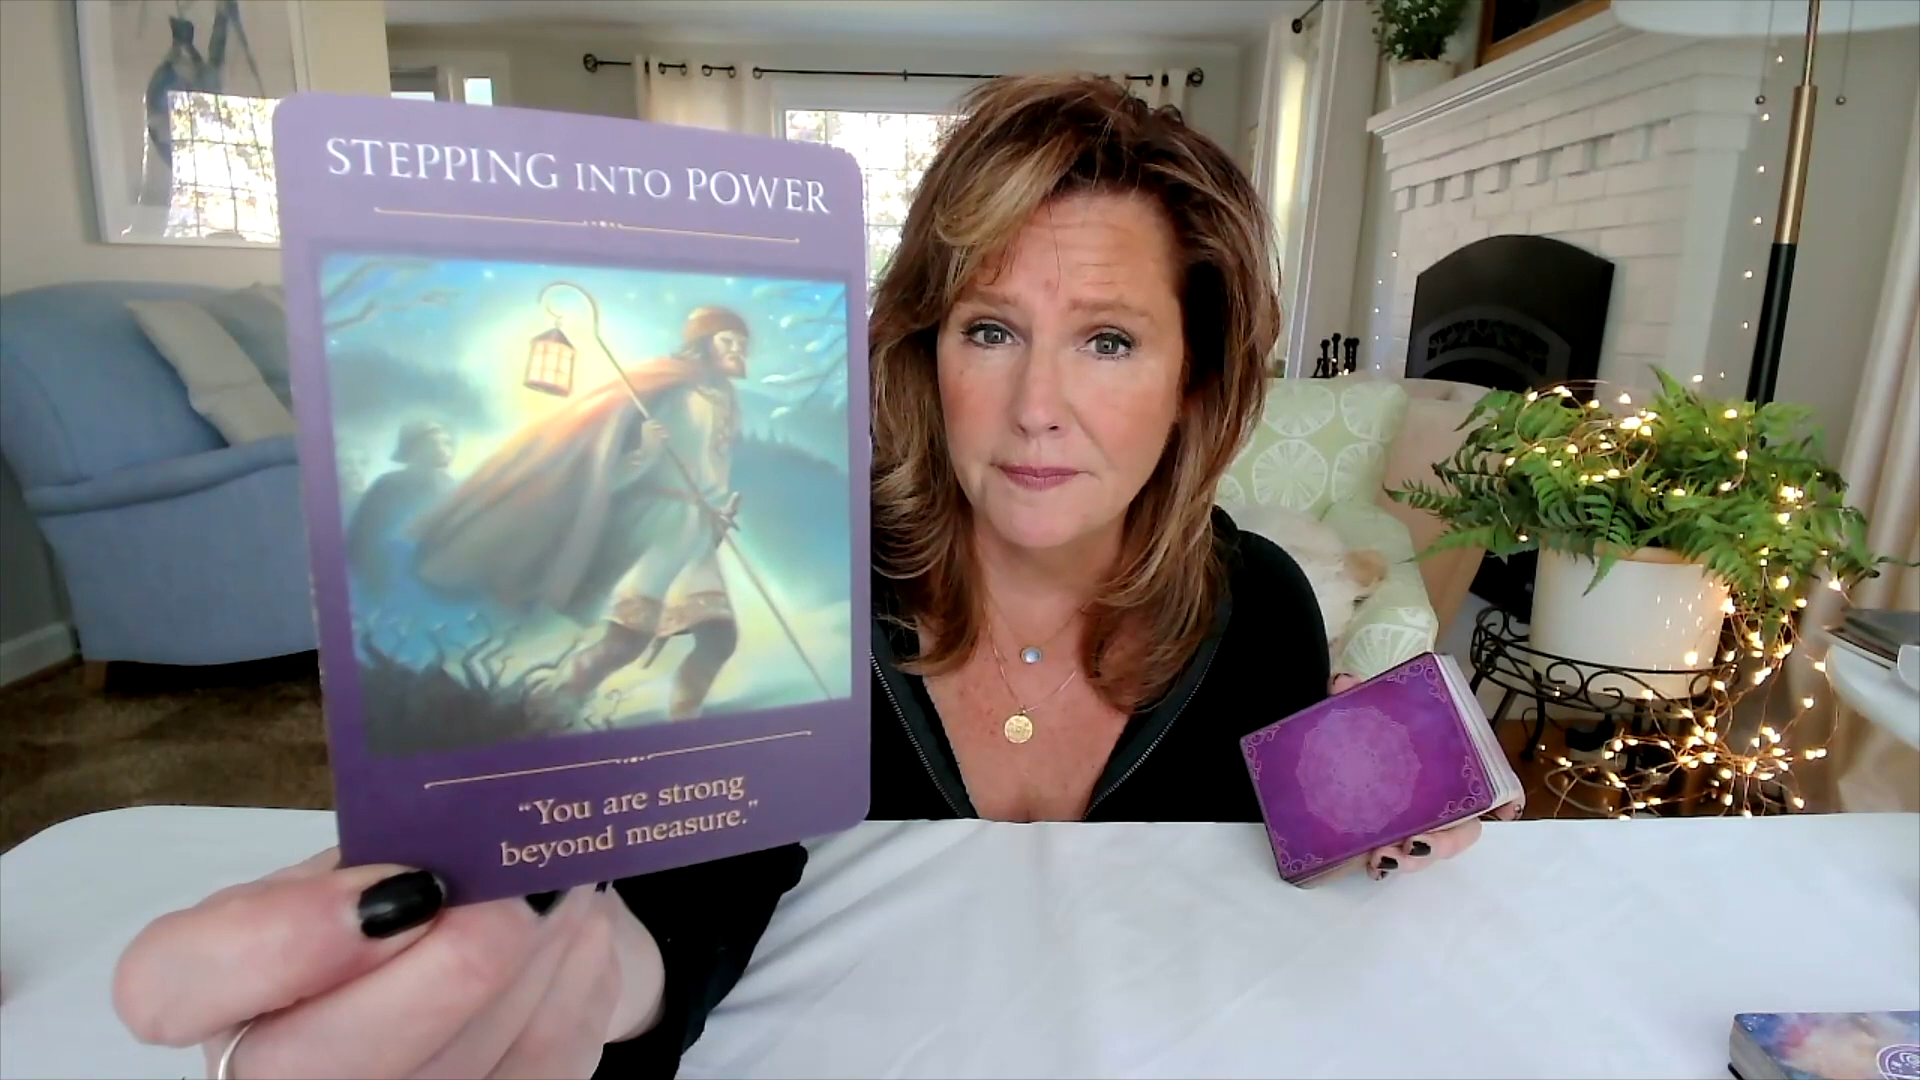 STEPPING INTO POWER
“You are strong
beyond measure.”